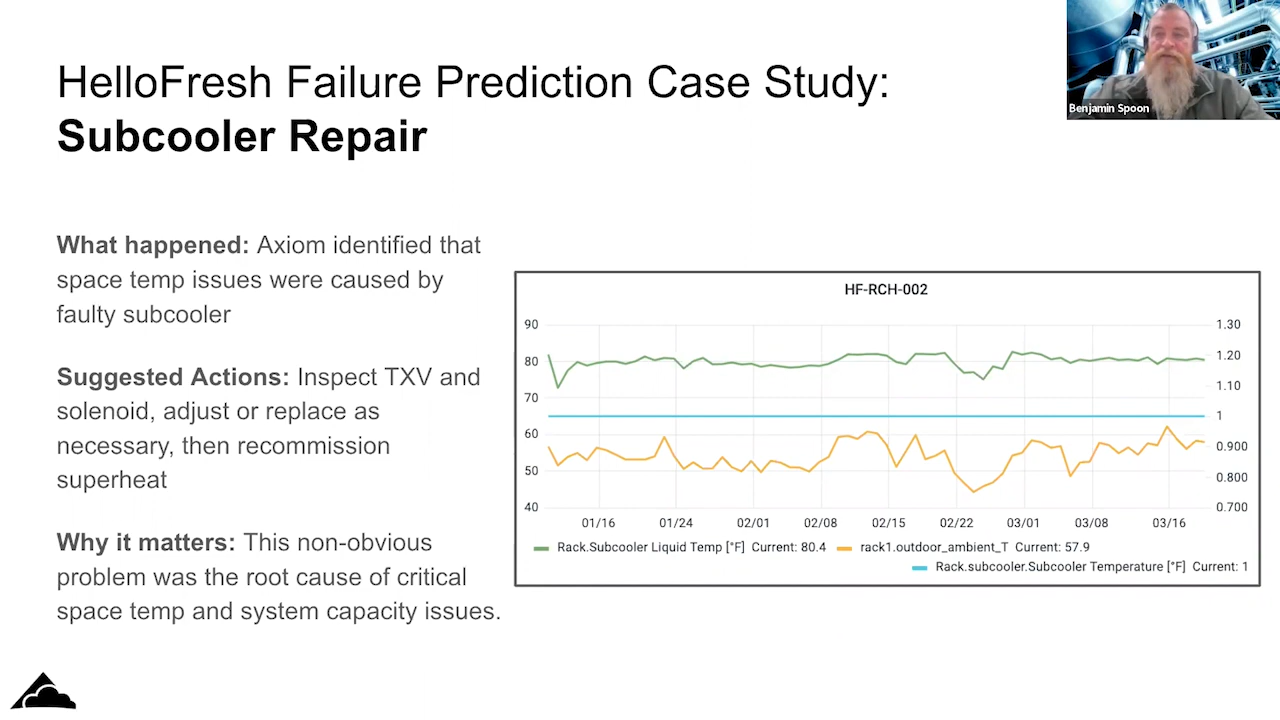 HelloFresh Failure Prediction Case Study:
Subcooler Repair
Benjamin Spoon
What happened: Axiom identified that
space temp issues were caused by
faulty subcooler
Suggested Actions: Inspect TXV and
solenoid, adjust or replace as
necessary, then recommission
superheat
Why it matters: This non-obvious
problem was the root cause of critical
space temp and system capacity issues.
HF-RCH-002
90 1.30
80 1.20
1.10
70
1
60
0.900
50
0.800
40 0.700
01/16 01/24 02/01 02/08 02/15 02/22 03/01 03/08 03/16
Rack.Subcooler Liquid Temp [°F] Current: 80.4 rack1.outdoor_ambient_T Current: 57.9
Rack.subcooler.Subcooler Temperature [°F] Current: 1